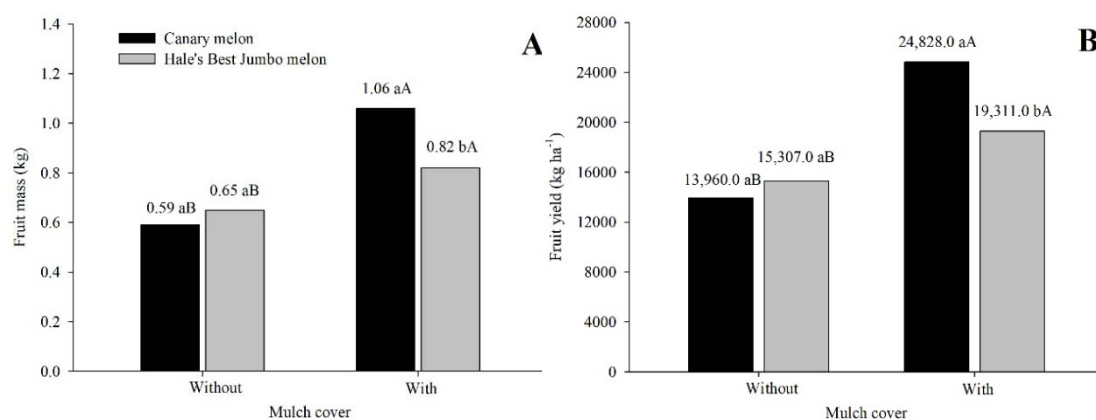 A
Canary melon
Hale's Best Jumbo melon
Fruit mass (kg)
1.4
1.2
1.0
0.8
0.6
0.4
0.2
0.0
0.59 aB
0.65 aB
1.06 aA
0.82 bA
Without
With
Mulch cover
B
Fruit yield (kg ha⁻¹)
28000
24000
20000
16000
12000
8000
4000
0
13,960.0 aB
15,307.0 aB
24,828.0 aA
19,311.0 bA
Without
With
Mulch cover